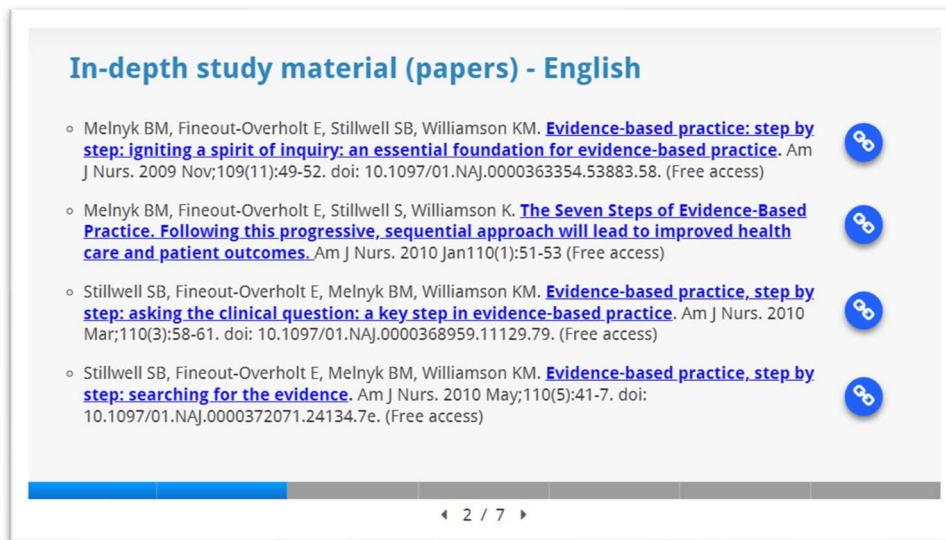 In-depth study material (papers) - English
Melnyk BM, Fineout-Overholt E, Stillwell SB, Williamson KM. Evidence-based practice: step by
step: igniting a spirit of inquiry: an essential foundation for evidence-based practice. Am
J Nurs. 2009 Nov;109(11):49-52. doi: 10.1097/01.NAJ.0000363354.53883.58. (Free access)
Melnyk BM, Fineout-Overholt E, Stillwell S, Williamson K. The Seven Steps of Evidence-Based
Practice. Following this progressive, sequential approach will lead to improved health
care and patient outcomes. Am J Nurs. 2010 Jan110(1):51-53 (Free access)
Stillwell SB, Fineout-Overholt E, Melnyk BM, Williamson KM. Evidence-based practice, step by
step: asking the clinical question: a key step in evidence-based practice. Am J Nurs. 2010
Mar;110(3):58-61. doi: 10.1097/01.NAJ.0000368959.11129.79. (Free access)
Stillwell SB, Fineout-Overholt E, Melnyk BM, Williamson KM. Evidence-based practice, step by
step: searching for the evidence. Am J Nurs. 2010 May;110(5):41-7. doi:
10.1097/01.NAJ.0000372071.24134.7e. (Free access)
2 / 7